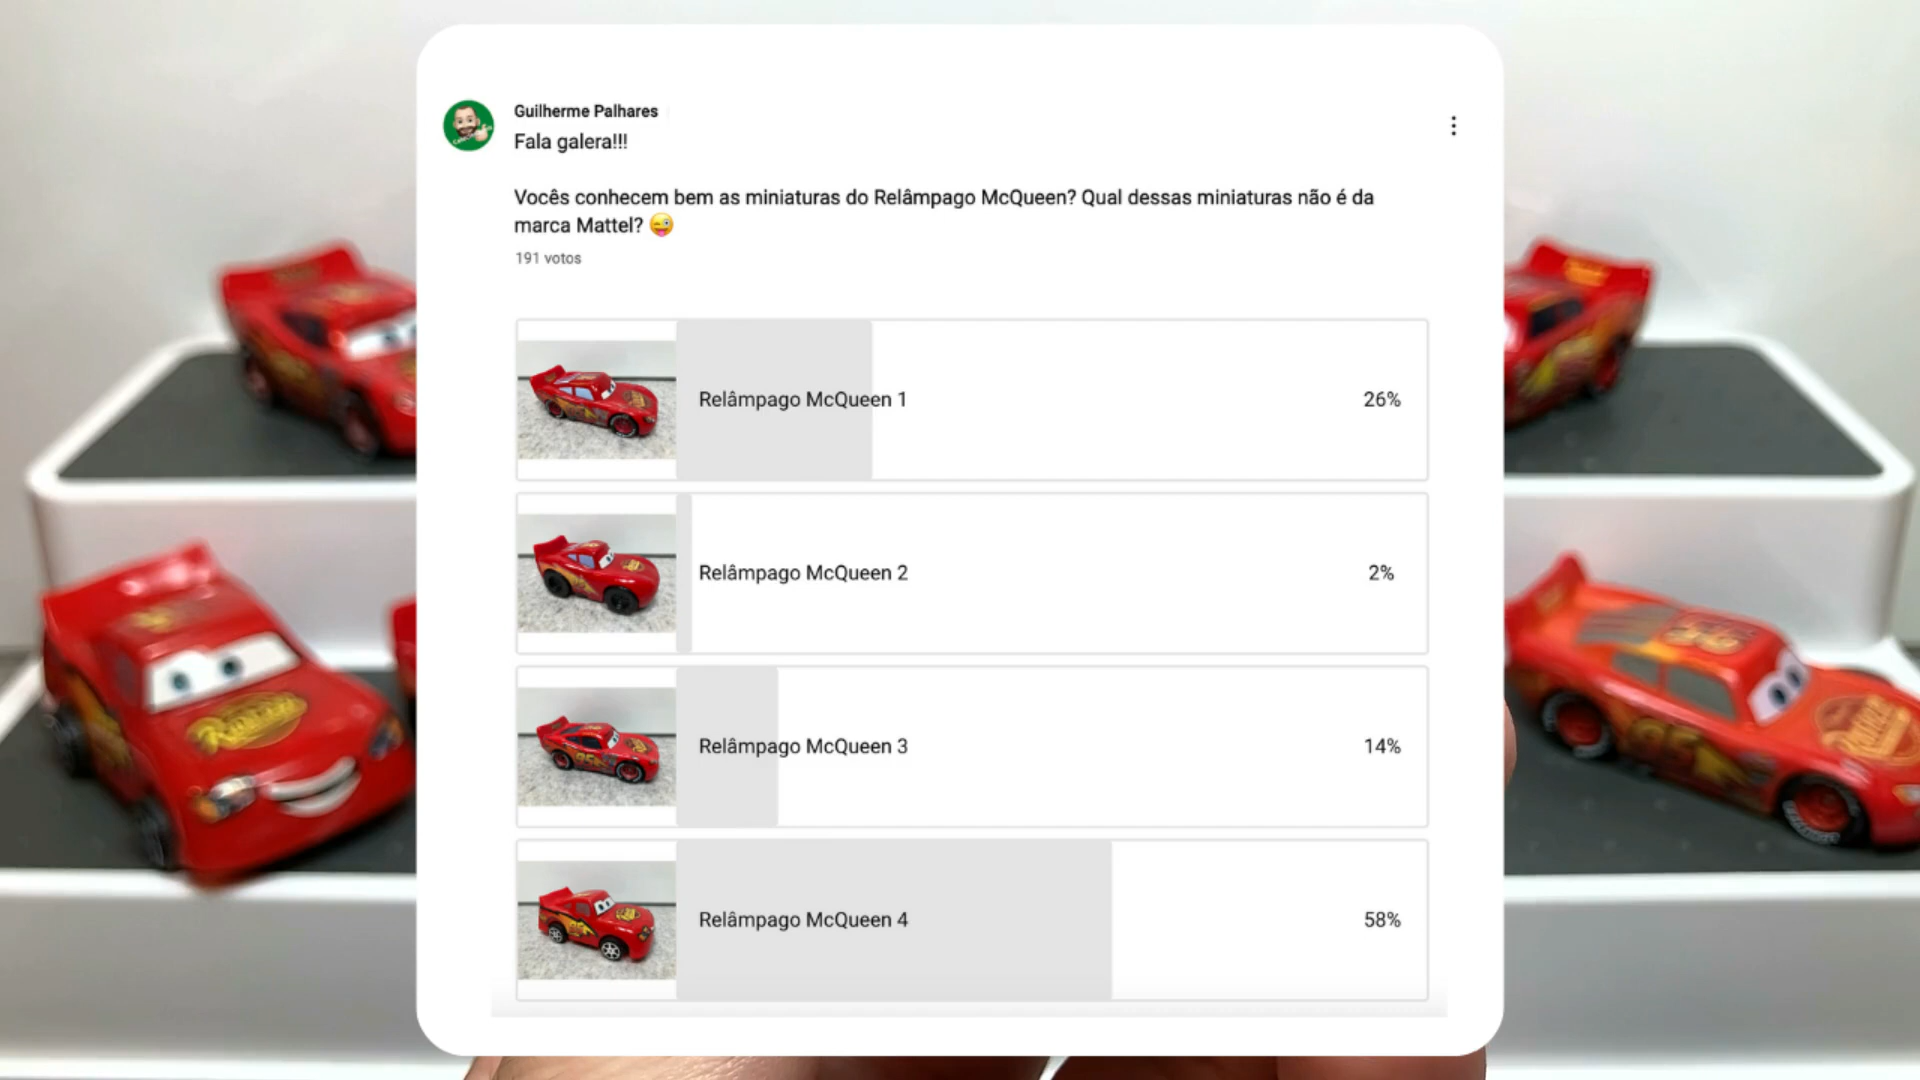 Guilherme Palhares
Fala galera!!!
Vocês conhecem bem as miniaturas do Relâmpago McQueen? Qual dessas miniaturas não é da
marca Mattel? 😜
191 votos
Relâmpago McQueen 1
26%
Relâmpago McQueen 2
2%
Relâmpago McQueen 3
14%
Relâmpago McQueen 4
58%